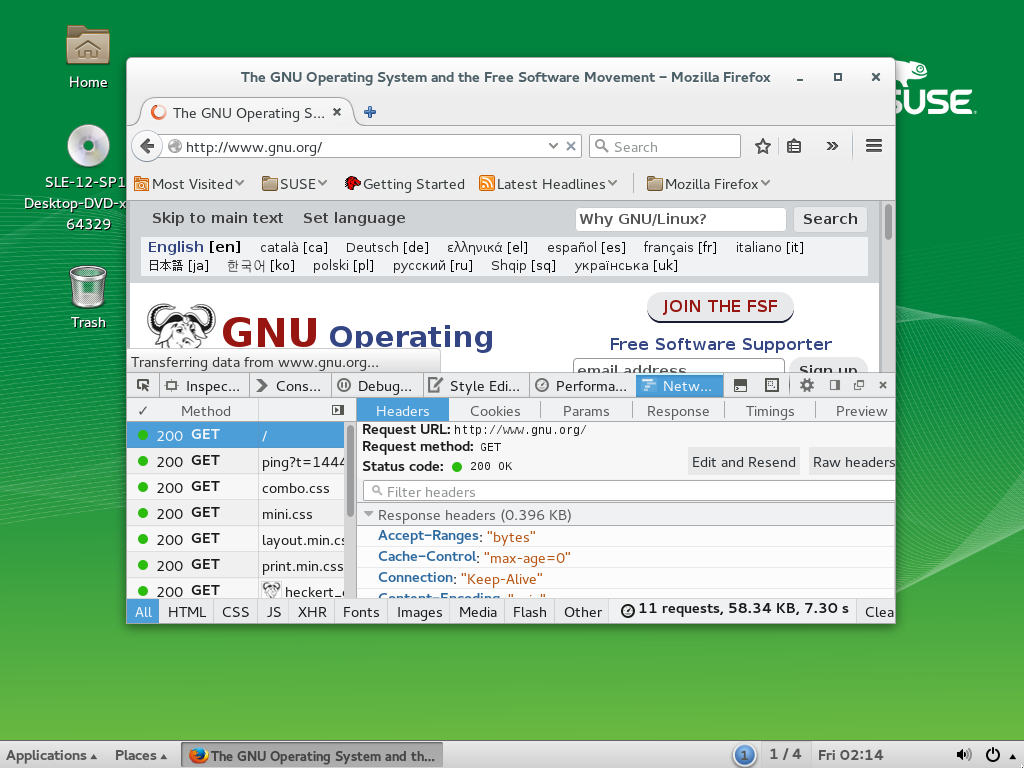 Home
SLE-12-SP1
Desktop-DVD-x
64329
Trash
SUSE
The GNU Operating System and the Free Software Movement – Mozilla Firefox
The GNU Operating S...
http://www.gnu.org/
Search
Most Visited SUSE Getting Started Latest Headlines Mozilla Firefox
Skip to main text Set language Why GNU/Linux? Search
English [en] català [ca] Deutsch [de] ελληνικά [el] español [es] français [fr] italiano [it]
日本語 [ja] 한국어 [ko] polski [pl] русский [ru] Shqip [sq] українська [uk]
JOIN THE FSF
GNU Operating
Free Software Supporter
email address Sign up
Transferring data from www.gnu.org...
Inspec... Cons... Debug... Style Edi... Performa... Netw...
✓ Method Headers Cookies Params Response Timings Preview
200 GET /
200 GET ping?t=1444
200 GET combo.css
200 GET mini.css
200 GET layout.min.cs
200 GET print.min.css
200 GET heckert_
Request URL: http://www.gnu.org/
Request method: GET
Status code: 200 OK
Edit and Resend Raw headers
Filter headers
Response headers (0.396 KB)
Accept-Ranges: "bytes"
Cache-Control: "max-age=0"
Connection: "Keep-Alive"
Content-Encoding:
All HTML CSS JS XHR Fonts Images Media Flash Other 11 requests, 58.34 KB, 7.30 s Clea
Applications Places The GNU Operating System and th... 1 1 / 4 Fri 02:14